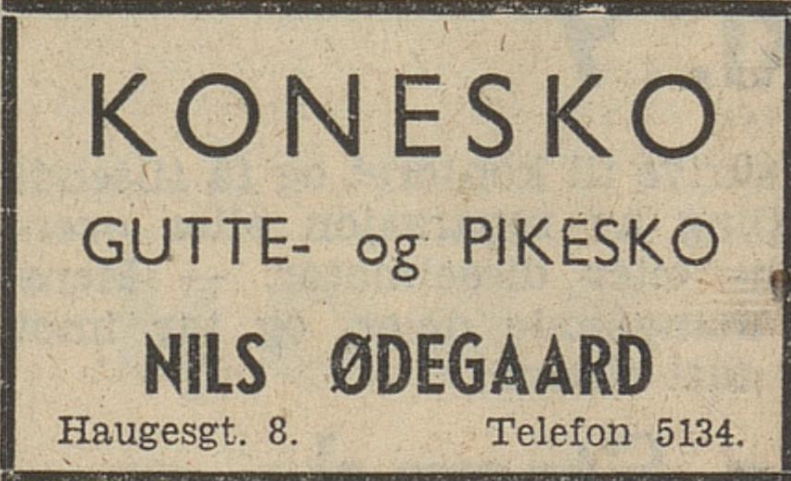 KONESKO
GUTTE- og PIKESKO
NILS ØDEGAARD
Haugesgt. 8. Telefon 5134.